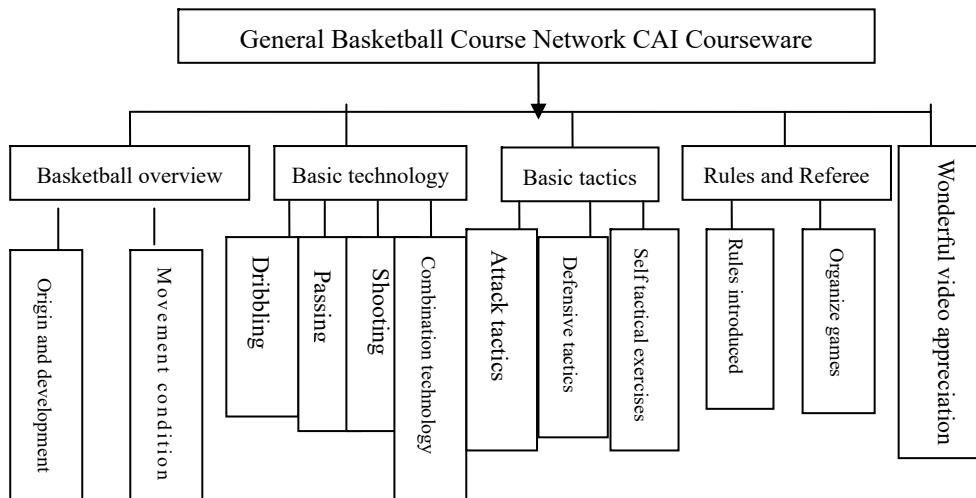 General Basketball Course Network CAI Courseware
Basketball overview
Basic technology
Basic tactics
Rules and Referee
Wonderful video appreciation
Origin and development
Movement condition
Dribbling
Passing
Shooting
Combination technology
Attack tactics
Defensive tactics
Self tactical exercises
Rules introduced
Organize games